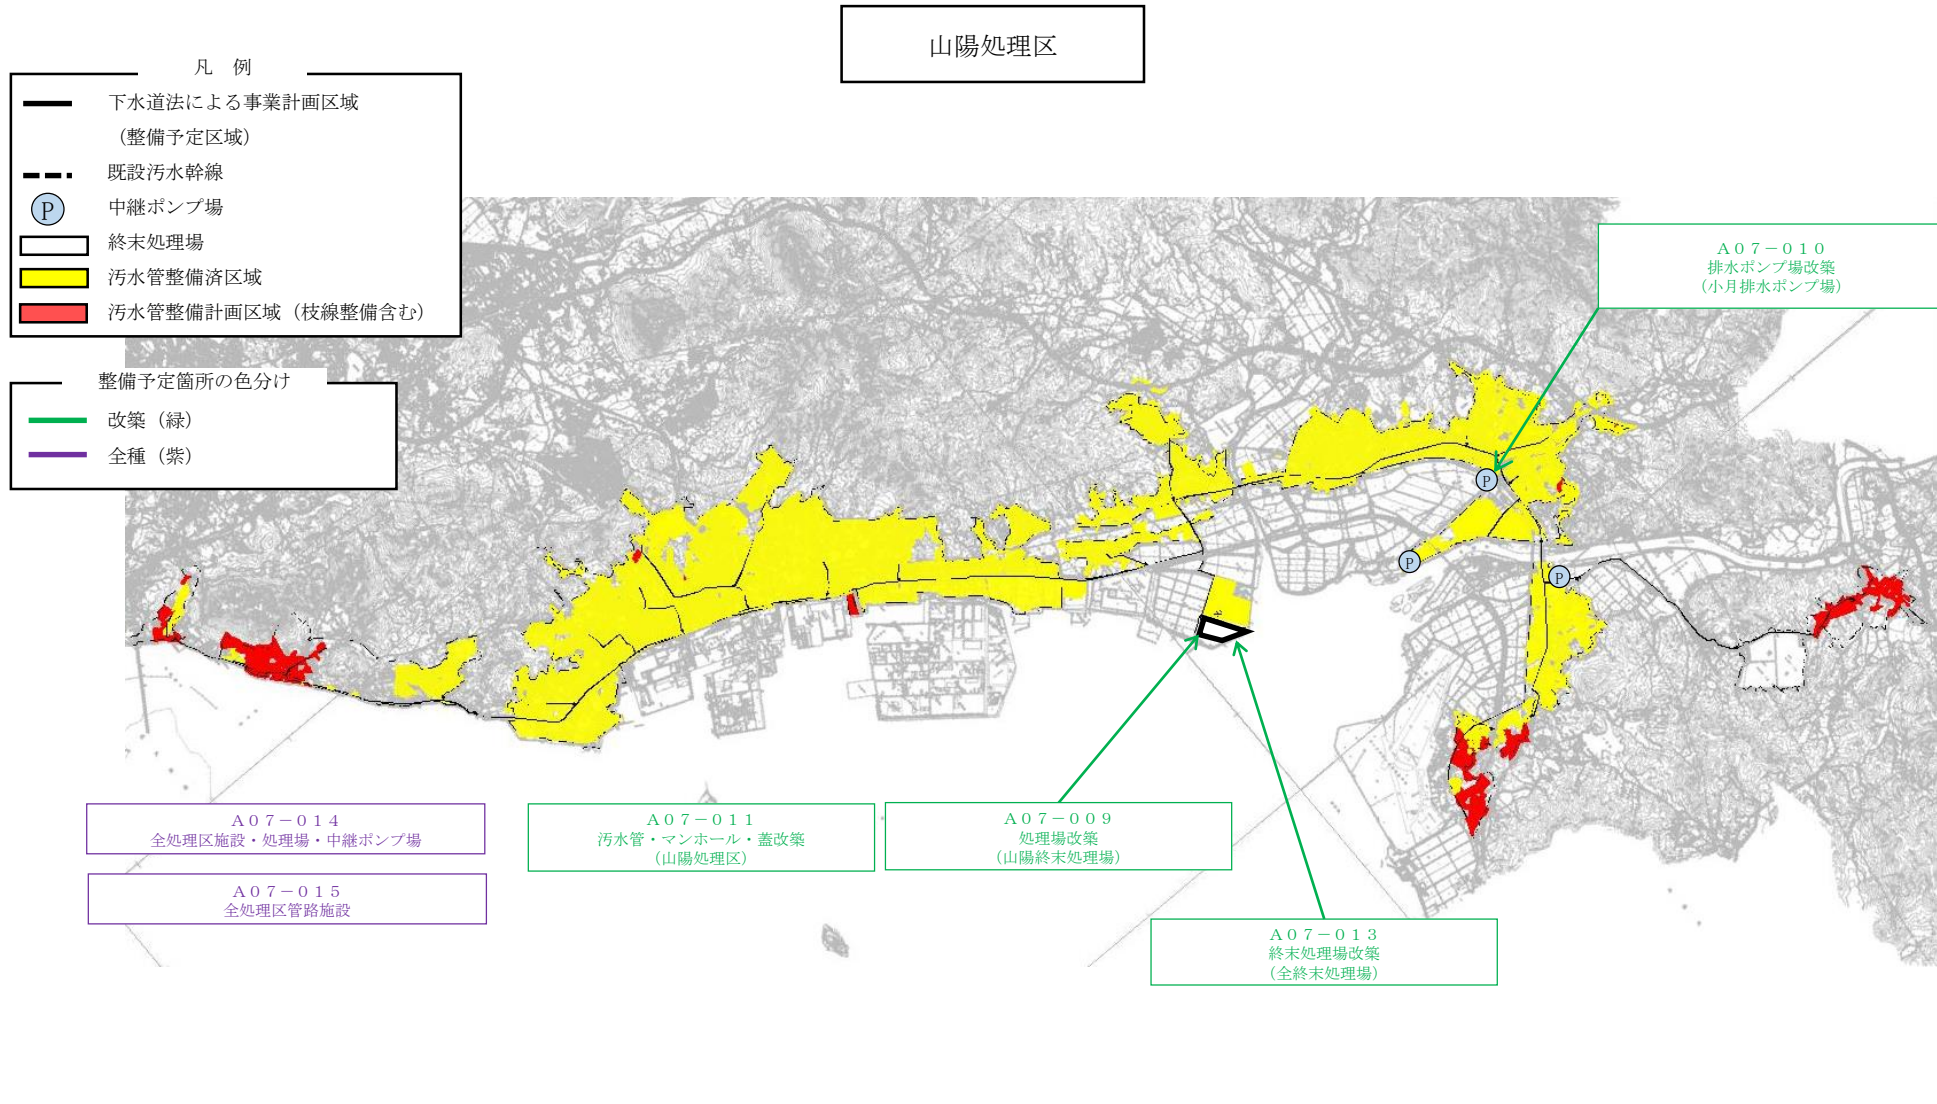 山陽処理区
凡　例
下水道法による事業計画区域
（整備予定区域）
既設汚水幹線
P
中継ポンプ場
終末処理場
汚水管整備済区域
汚水管整備計画区域（枝線整備含む）
整備予定箇所の色分け
改築（緑）
全種（紫）
Ａ０７－０１０
排水ポンプ場改築
（小月排水ポンプ場）
P
P
P
Ａ０７－０１４
全処理区施設・処理場・中継ポンプ場
Ａ０７－０１５
全処理区管路施設
Ａ０７－０１１
汚水管・マンホール・蓋改築
（山陽処理区）
Ａ０７－００９
処理場改築
（山陽終末処理場）
Ａ０７－０１３
終末処理場改築
（全終末処理場）